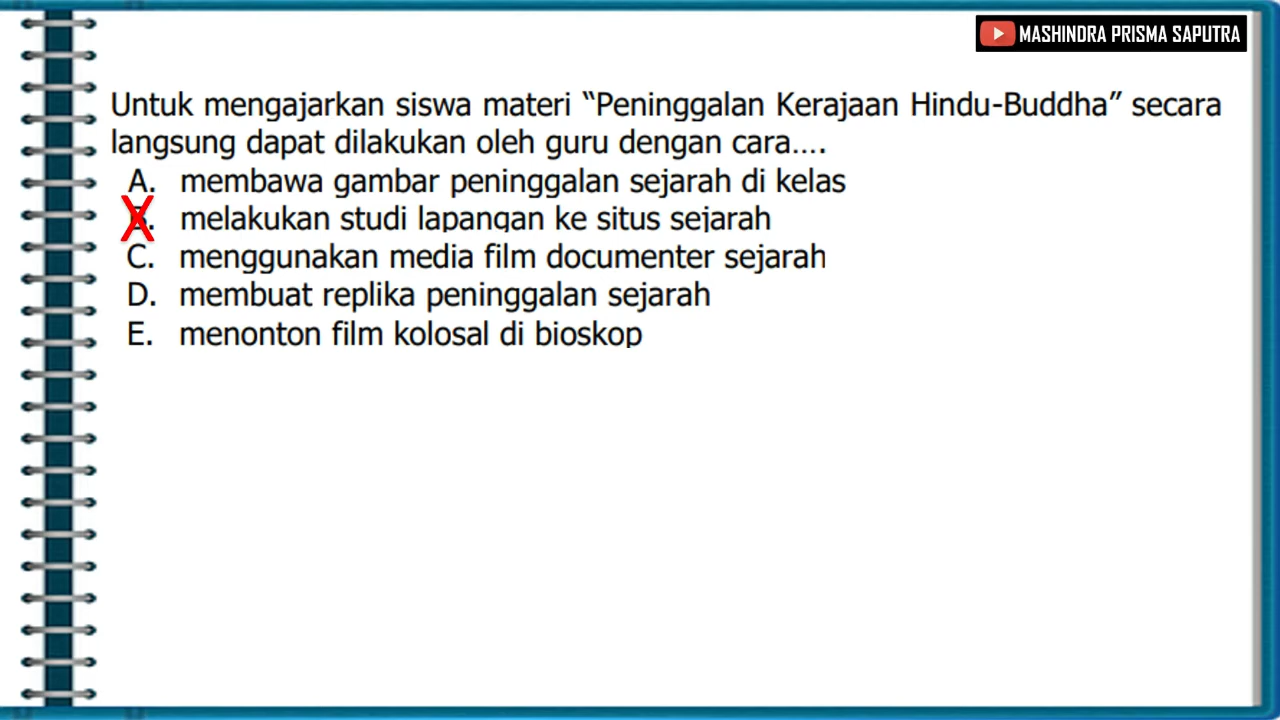 MASHINDRA PRISMA SAPUTRA
Untuk mengajarkan siswa materi “Peninggalan Kerajaan Hindu-Buddha” secara
langsung dapat dilakukan oleh guru dengan cara….
A. membawa gambar peninggalan sejarah di kelas
B. melakukan studi lapangan ke situs sejarah
C. menggunakan media film documenter sejarah
D. membuat replika peninggalan sejarah
E. menonton film kolosal di bioskop